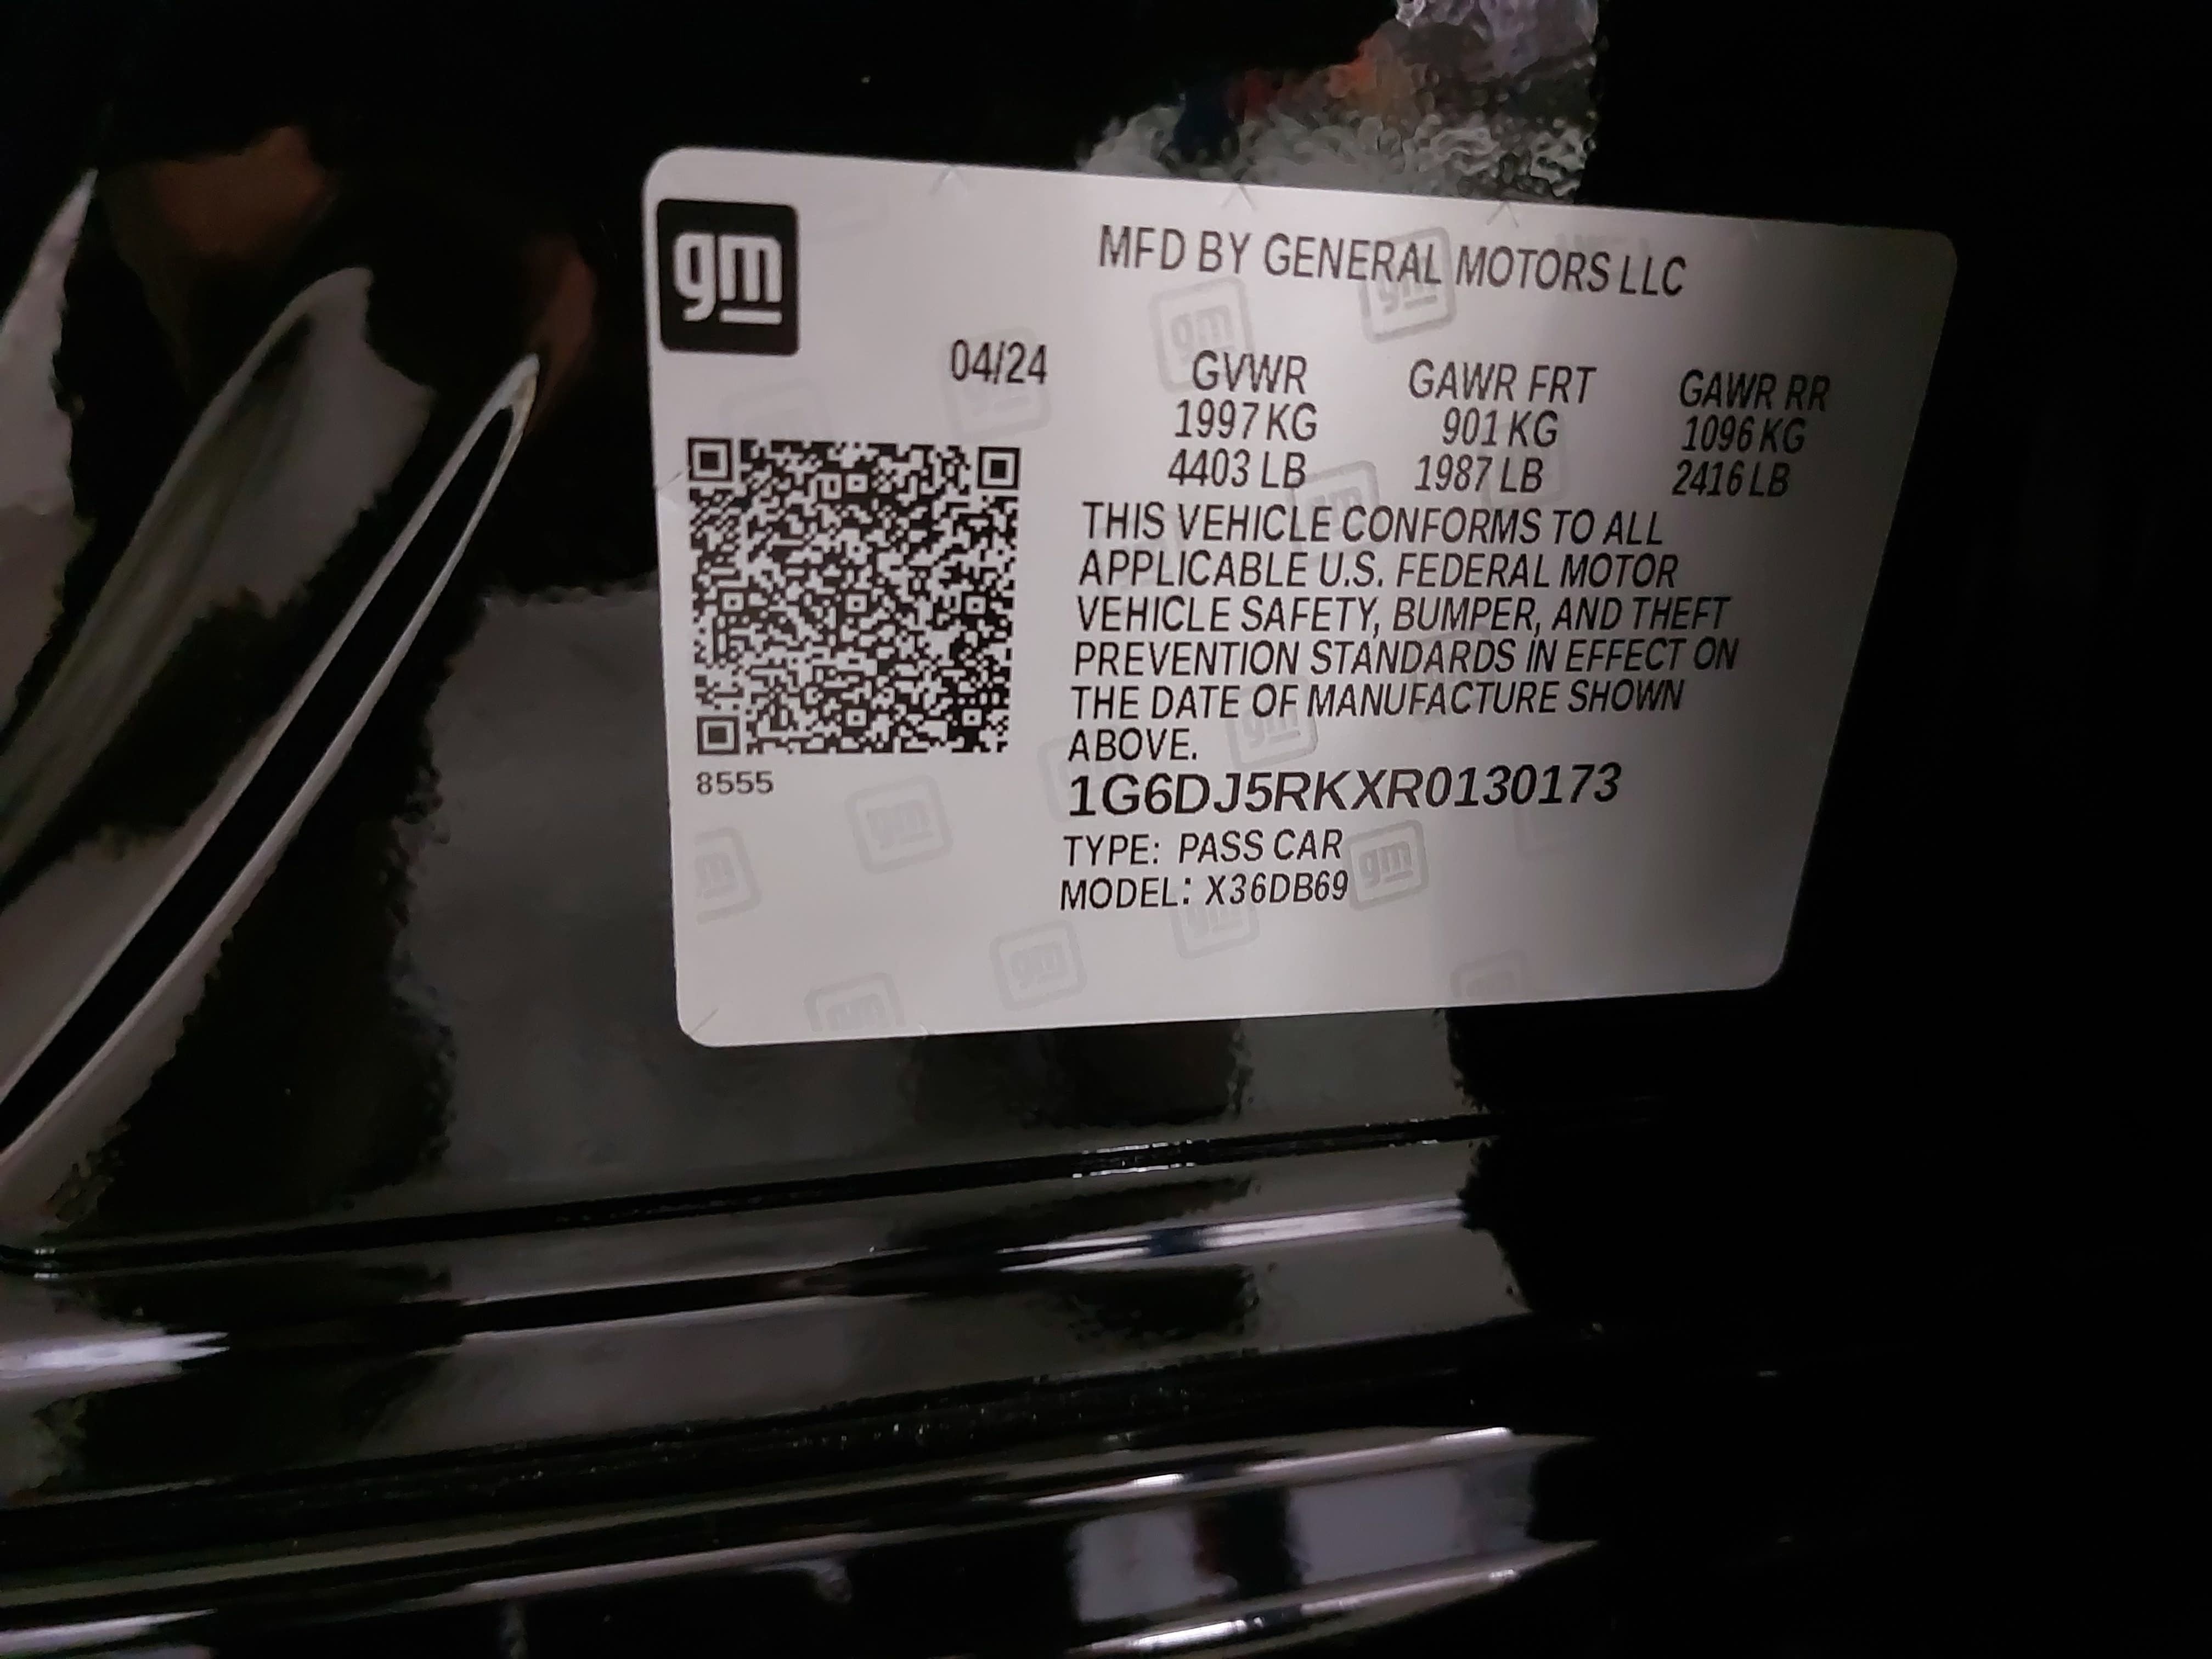 gm
MFD BY GENERAL MOTORS LLC
04/24
GVWR GAWR FRT GAWR RR
1997 KG 901 KG 1096 KG
4403 LB 1987 LB 2416 LB
THIS VEHICLE CONFORMS TO ALL
APPLICABLE U.S. FEDERAL MOTOR
VEHICLE SAFETY, BUMPER, AND THEFT
PREVENTION STANDARDS IN EFFECT ON
THE DATE OF MANUFACTURE SHOWN
ABOVE.
8555
1G6DJ5RKXR0130173
TYPE: PASS CAR
MODEL: X36DB69